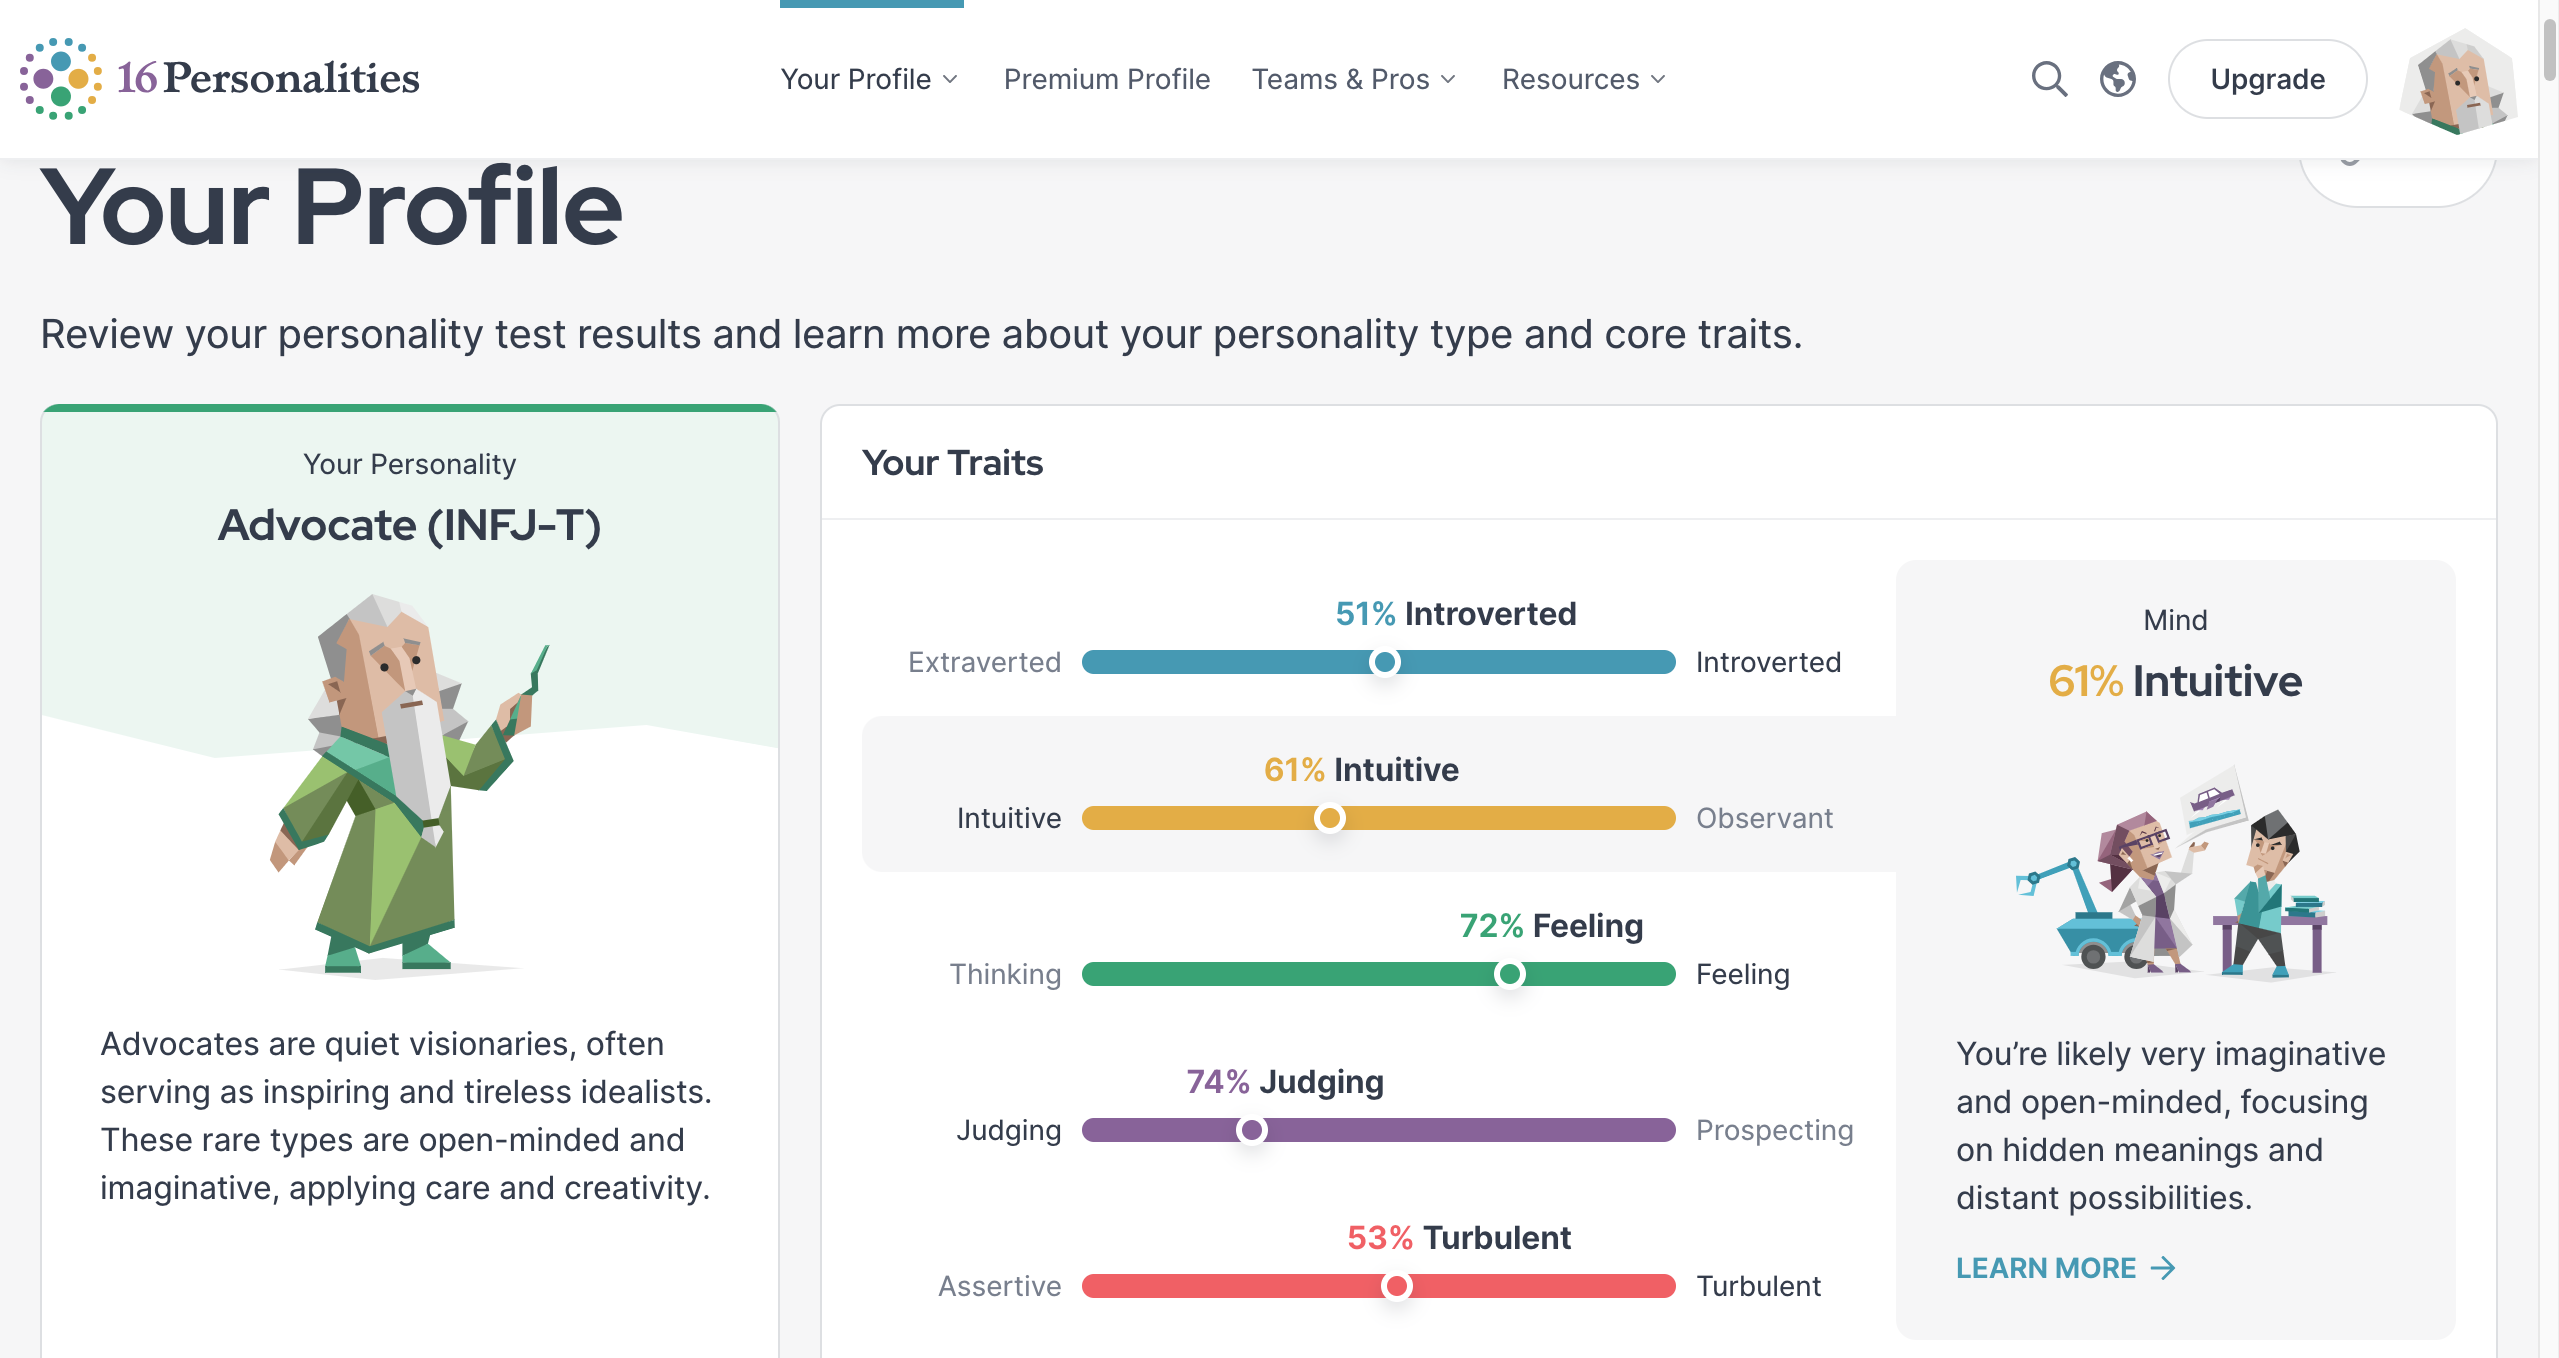 16Personalities
Your Profile
Premium Profile
Teams & Pros
Resources
Upgrade
Your Profile
Review your personality test results and learn more about your personality type and core traits.
Your Personality
Advocate (INFJ-T)
Advocates are quiet visionaries, often
serving as inspiring and tireless idealists.
These rare types are open-minded and
imaginative, applying care and creativity.
Your Traits
51% Introverted
Extraverted
Introverted
61% Intuitive
Intuitive
Observant
72% Feeling
Thinking
Feeling
74% Judging
Judging
Prospecting
53% Turbulent
Assertive
Turbulent
Mind
61% Intuitive
You’re likely very imaginative
and open-minded, focusing
on hidden meanings and
distant possibilities.
LEARN MORE